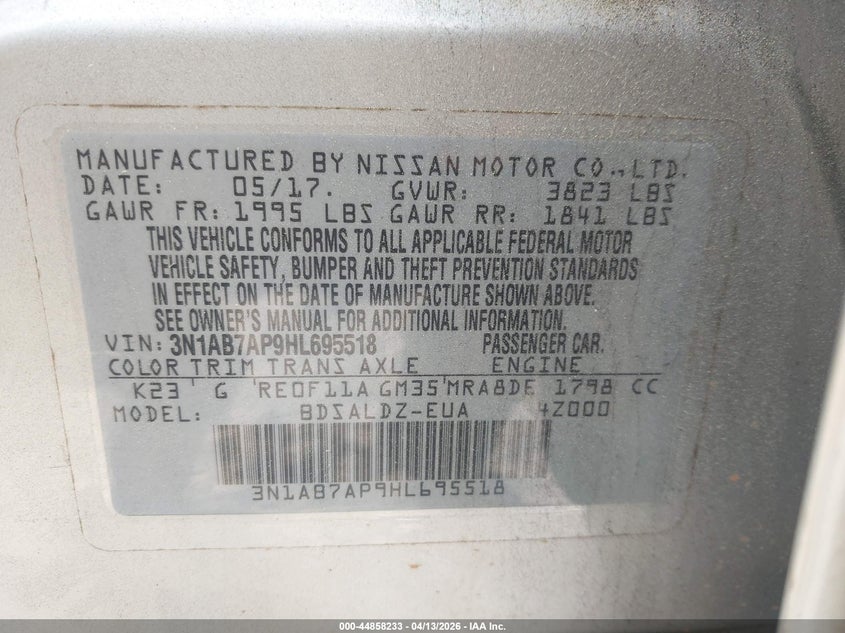 MANUFACTURED BY NISSAN MOTOR CO., LTD.
DATE: 05/17. GVWR: 3823 LBS
GAWR FR: 1995 LBS GAWR RR: 1841 LBS
THIS VEHICLE CONFORMS TO ALL APPLICABLE FEDERAL MOTOR
VEHICLE SAFETY, BUMPER AND THEFT PREVENTION STANDARDS
IN EFFECT ON THE DATE OF MANUFACTURE SHOWN ABOVE.
SEE OWNER'S MANUAL FOR ADDITIONAL INFORMATION
VIN: 3N1AB7AP9HL695518 PASSENGER CAR.
COLOR TRIM TRANS AXLE ENGINE
K23 G RE0F11A GM35 MRA8DE 1798 CC
MODEL: BDSALDZ-EUA 4Z000
3N1AB7AP9HL695518
000-44858233 - 04/13/2026 - IAA Inc.